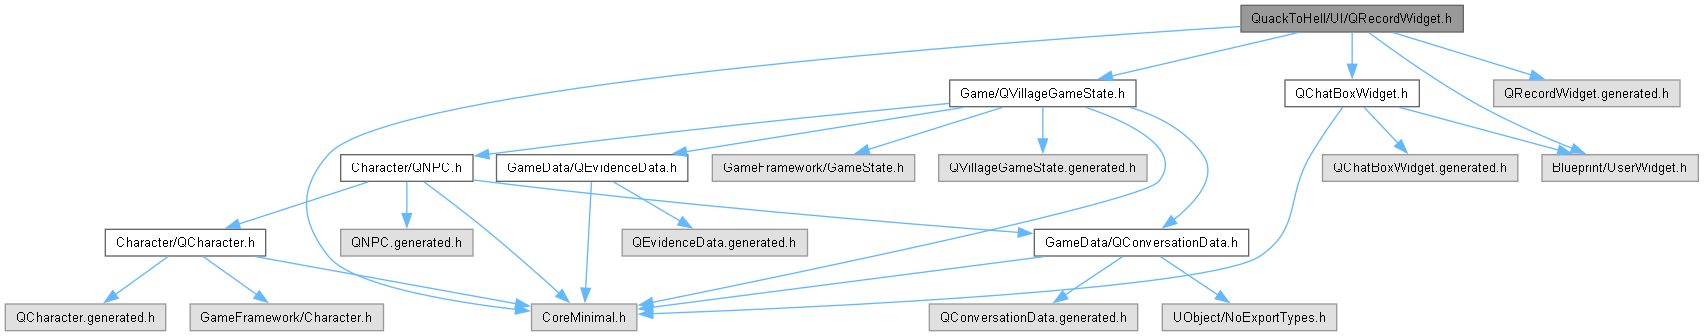 QuackToHell/UI/QRecordWidget.h
Game/QVillageGameState.h
QChatBoxWidget.h
QRecordWidget.generated.h
Character/QNPC.h
GameData/QEvidenceData.h
GameFramework/GameState.h
QVillageGameState.generated.h
QChatBoxWidget.generated.h
Blueprint/UserWidget.h
Character/QCharacter.h
QNPC.generated.h
QEvidenceData.generated.h
GameData/QConversationData.h
QCharacter.generated.h
GameFramework/Character.h
CoreMinimal.h
QConversationData.generated.h
UObject/NoExportTypes.h